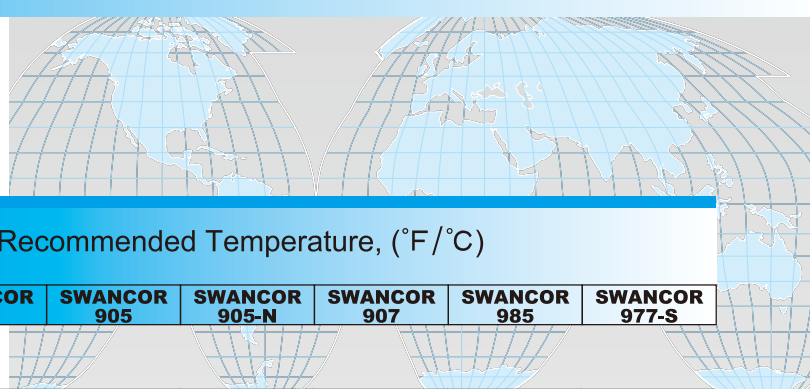 Recommended Temperature, (°F/°C)
COR SWANCOR SWANCOR SWANCOR SWANCOR SWANCOR
905 905-N 907 985 977-S